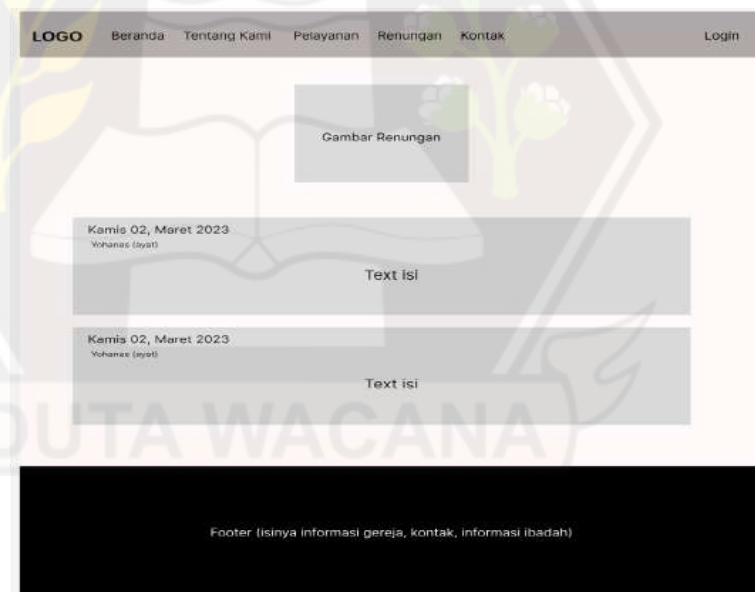 LOGO Beranda Tentang Kami Pelayanan Renungan Kontak Login
Gambar Renungan
Kamis 02, Maret 2023
Yohanes (ayat)
Text isi
Kamis 02, Maret 2023
Yohanes (ayat)
Text isi
DUTA WACANA
Footer (isinya informasi gereja, kontak, informasi ibadah)